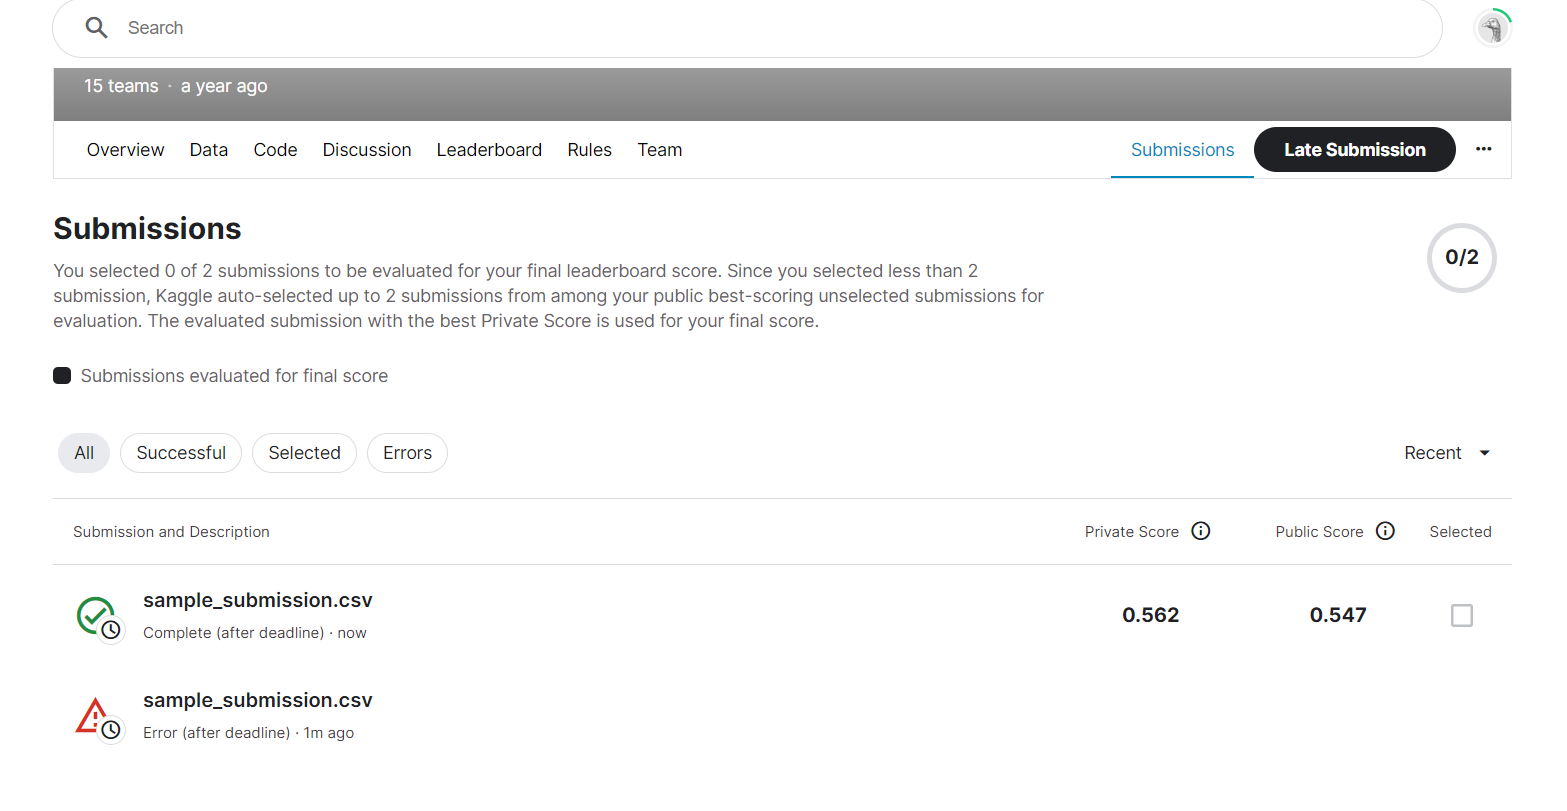 Search
15 teams · a year ago
Overview Data Code Discussion Leaderboard Rules Team Submissions Late Submission ...
Submissions
0/2
You selected 0 of 2 submissions to be evaluated for your final leaderboard score. Since you selected less than 2
submission, Kaggle auto-selected up to 2 submissions from among your public best-scoring unselected submissions for
evaluation. The evaluated submission with the best Private Score is used for your final score.
Submissions evaluated for final score
All Successful Selected Errors Recent
Submission and Description Private Score Public Score Selected
sample_submission.csv
Complete (after deadline) · now
0.562 0.547
sample_submission.csv
Error (after deadline) · 1m ago